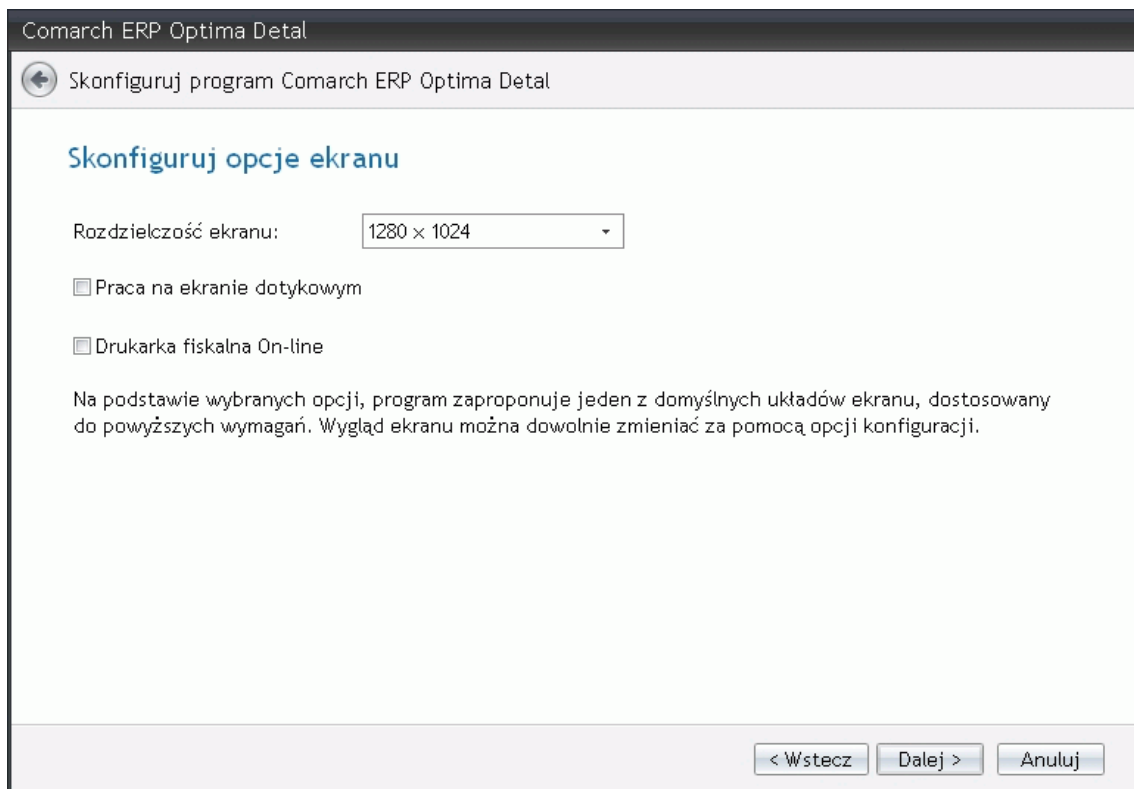 Comarch ERP Optima Detal
Skonfiguruj program Comarch ERP Optima Detal
Skonfiguruj opcje ekranu
Rozdzielczość ekranu: 1280 × 1024
Praca na ekranie dotykowym
Drukarka fiskalna On-line
Na podstawie wybranych opcji, program zaproponuje jeden z domyślnych układów ekranu, dostosowany
do powyższych wymagań. Wygląd ekranu można dowolnie zmieniać za pomocą opcji konfiguracji.
< Wstecz Dalej > Anuluj